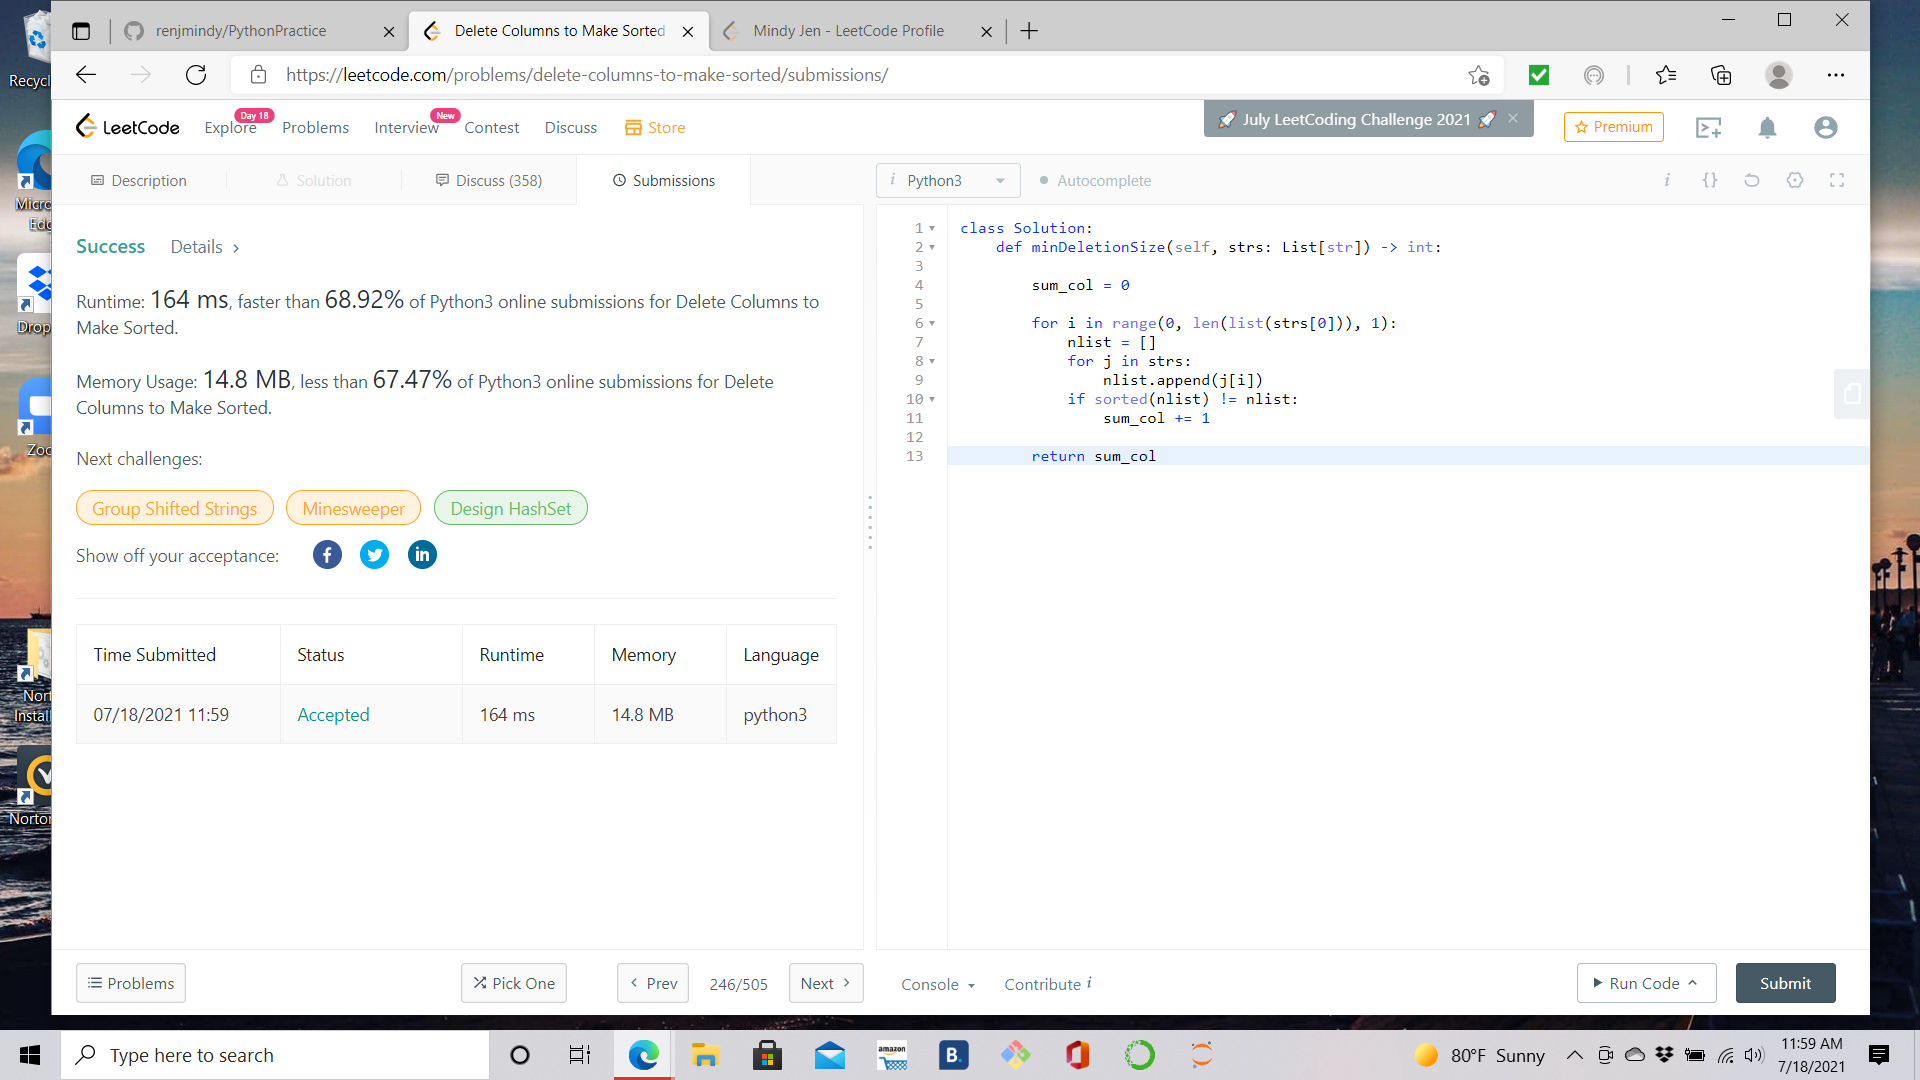 renjmindy/PythonPractice
Delete Columns to Make Sorted
Mindy Jen - LeetCode Profile
https://leetcode.com/problems/delete-columns-to-make-sorted/submissions/
LeetCode
Explore
Day 18
Problems
Interview
New
Contest
Discuss
Store
🚀 July LeetCoding Challenge 2021 🚀
Premium
Description
Solution
Discuss (358)
Submissions
i Python3
Autocomplete
i {}
Success Details >
Runtime: 164 ms, faster than 68.92% of Python3 online submissions for Delete Columns to
Make Sorted.
Memory Usage: 14.8 MB, less than 67.47% of Python3 online submissions for Delete
Columns to Make Sorted.
Next challenges:
Group Shifted Strings
Minesweeper
Design HashSet
Show off your acceptance:
f
in
Time Submitted Status Runtime Memory Language
07/18/2021 11:59 Accepted 164 ms 14.8 MB python3
1 class Solution:
2     def minDeletionSize(self, strs: List[str]) -> int:
3
4         sum_col = 0
5
6         for i in range(0, len(list(strs[0])), 1):
7             nlist = []
8             for j in strs:
9                 nlist.append(j[i])
10             if sorted(nlist) != nlist:
11                 sum_col += 1
12
13         return sum_col
Problems
Pick One
< Prev
246/505
Next >
Console
Contribute i
Run Code
Submit
Recycl
Micro
Edg
Drop
Zoo
Nort
Install
Norton
Type here to search
amazon
B.
80°F Sunny
11:59 AM
7/18/2021